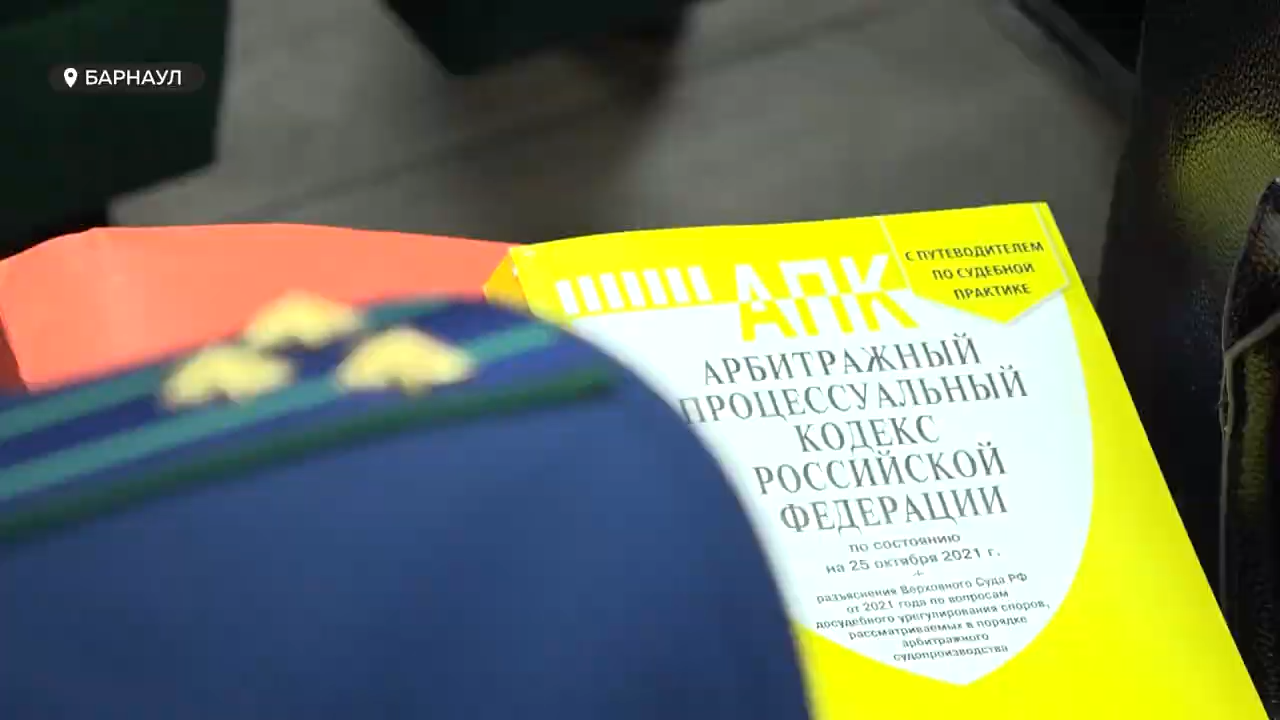 БАРНАУЛ
С ПУТЕВОДИТЕЛЕМ
ПО СУДЕБНОЙ
ПРАКТИКЕ
АПК
АРБИТРАЖНЫЙ
ПРОЦЕССУАЛЬНЫЙ
КОДЕКС
РОССИЙСКОЙ
ФЕДЕРАЦИИ
по состоянию
на 25 октября 2021 г.
+
разъяснения Верховного Суда РФ
от 2021 года по вопросам
досудебного урегулирования споров,
рассматриваемых в порядке
арбитражного
судопроизводства